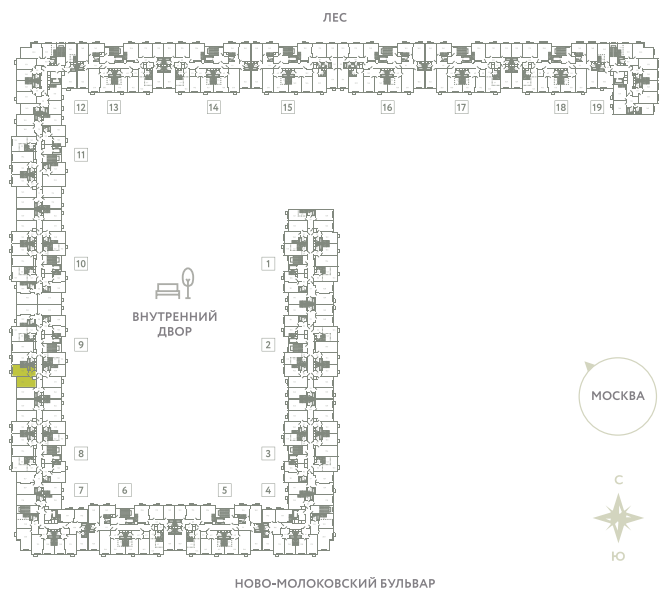 ЛЕС
12 13 14 15 16 17 18 19
11
10 1
ВНУТРЕННИЙ
ДВОР
9 2
МОСКВА
8 3
7 6 5 4
С
Ю
НОВО-МОЛОКОВСКИЙ БУЛЬВАР